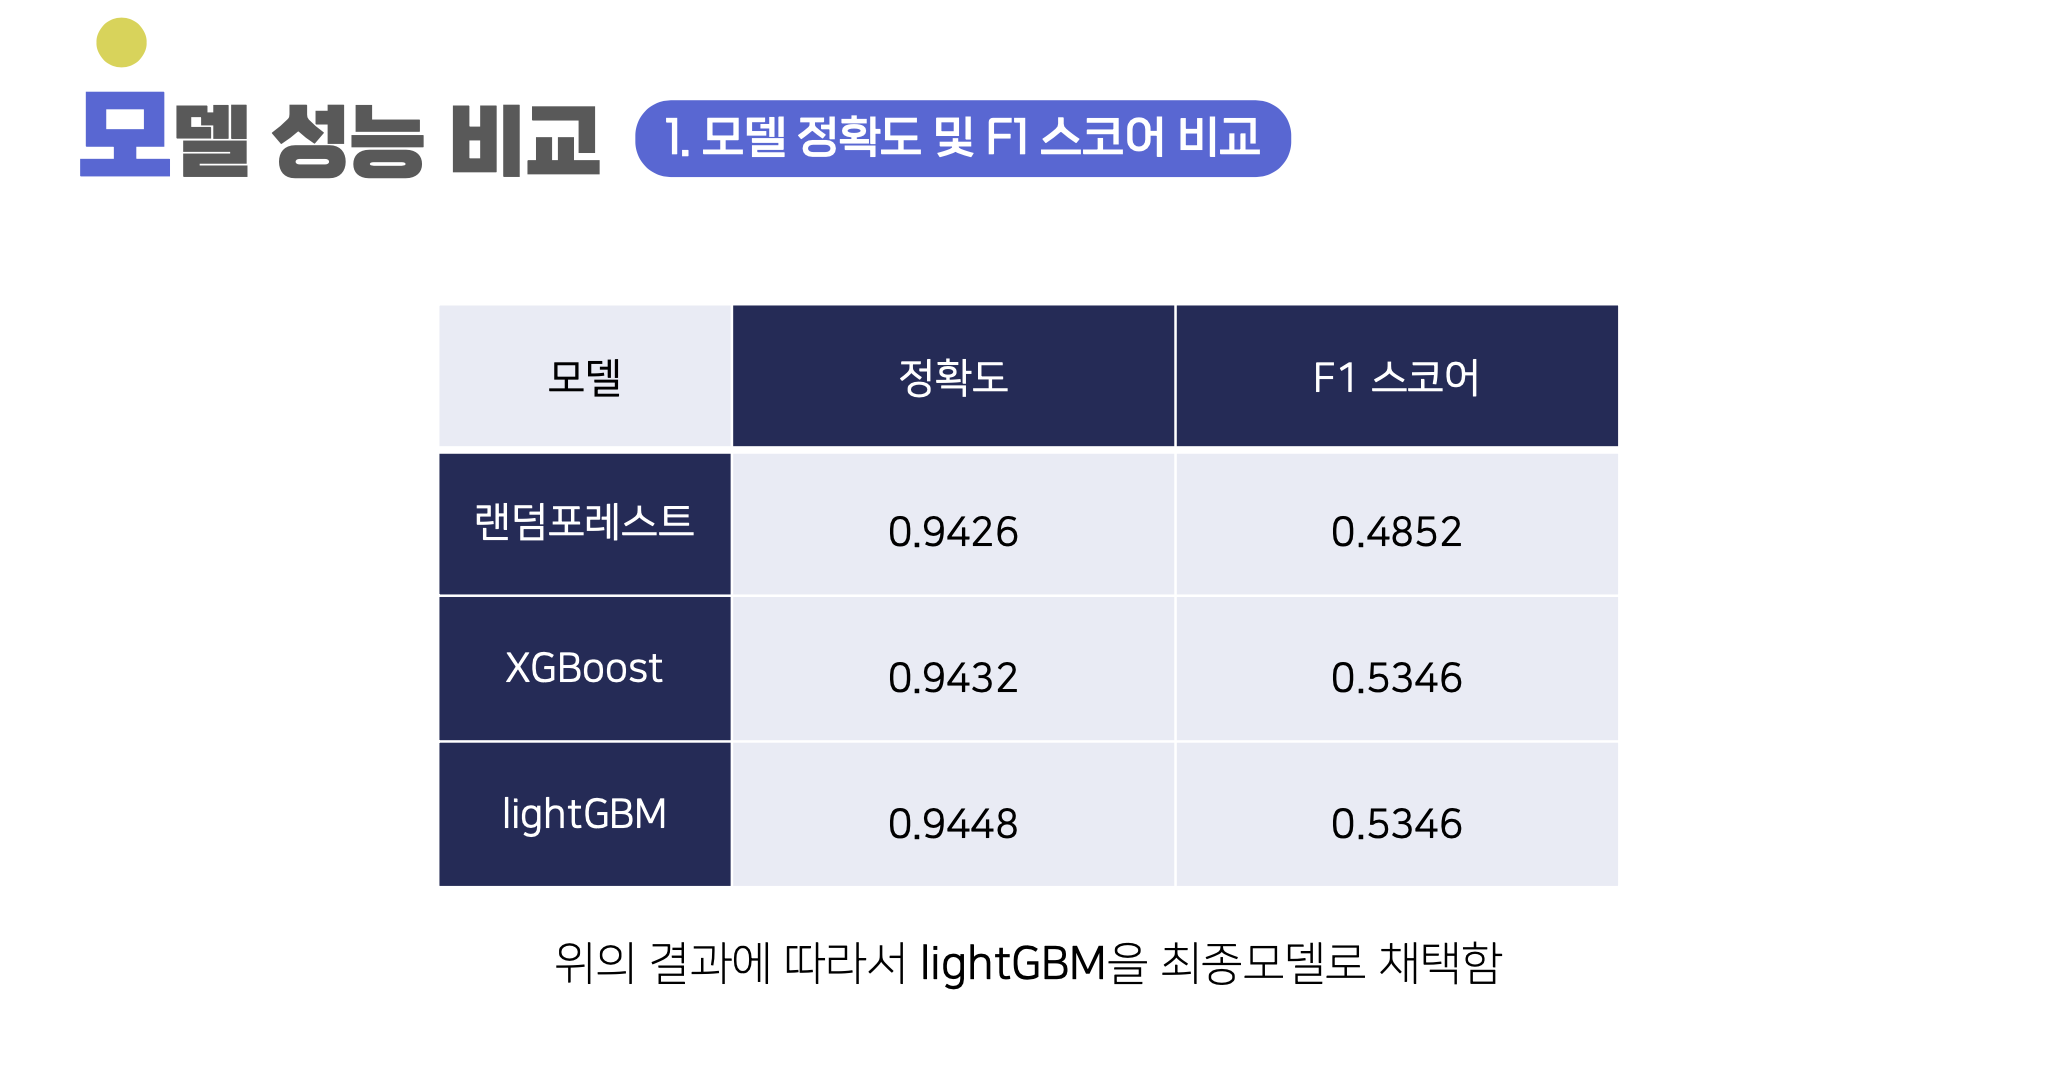 모델 성능 비교 1. 모델 정확도 및 F1 스코어 비교
모델 정확도 F1 스코어
랜덤포레스트 0.9426 0.4852
XGBoost 0.9432 0.5346
lightGBM 0.9448 0.5346
위의 결과에 따라서 lightGBM을 최종모델로 채택함